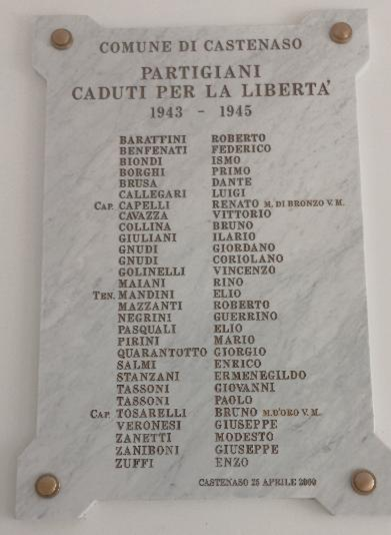 COMUNE DI CASTENASO
PARTIGIANI
CADUTI PER LA LIBERTA'
1943 - 1945
BARATTINI ROBERTO
BENFENATI FEDERICO
BIONDI ISMO
BORGHI PRIMO
BRUSA DANTE
CALLEGARI LUIGI
CAP. CAPELLI RENATO M. DI BRONZO V. M.
CAVAZZA VITTORIO
COLLINA BRUNO
GIULIANI ILARIO
GNUDI GIORDANO
GNUDI CORIOLANO
GOLINELLI VINCENZO
MAIANI RINO
TEN. MANDINI ELIO
MAZZANTI ROBERTO
NEGRINI GUERRINO
PASQUALI ELIO
PIRINI MARIO
QUARANTOTTO GIORGIO
SALMI ENRICO
STANZANI ERMENEGILDO
TASSONI GIOVANNI
TASSONI PAOLO
CAP. TOSARELLI BRUNO M. D'ORO V. M.
VERONESI GIUSEPPE
ZANETTI MODESTO
ZANIBONI GIUSEPPE
ZUFFI ENZO
CASTENASO 25 APRILE